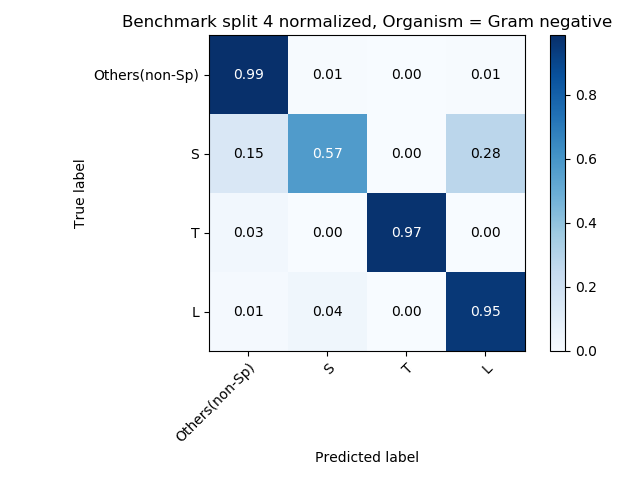 Benchmark split 4 normalized, Organism = Gram negative
Others(non-Sp) 0.99 0.01 0.00 0.01
S 0.15 0.57 0.00 0.28
T 0.03 0.00 0.97 0.00
L 0.01 0.04 0.00 0.95
True label
Others(non-Sp) S T L
Predicted label
0.8
0.6
0.4
0.2
0.0